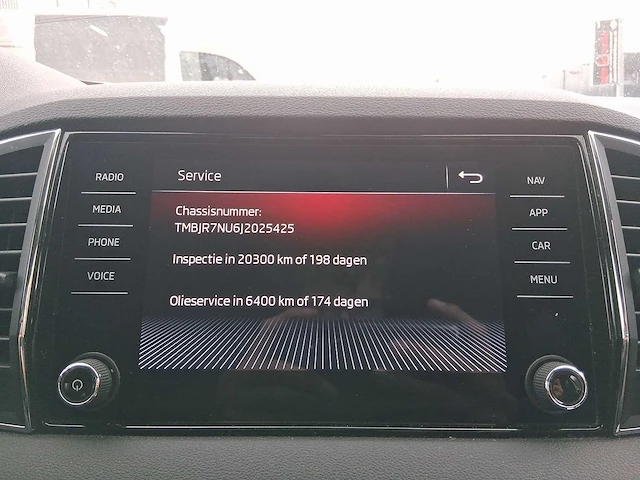 Service
RADIO
MEDIA
PHONE
VOICE
Chassisnummer:
TMBJR7NU6J2025425
Inspectie in 20300 km of 198 dagen
Olieservice in 6400 km of 174 dagen
NAV
APP
CAR
MENU